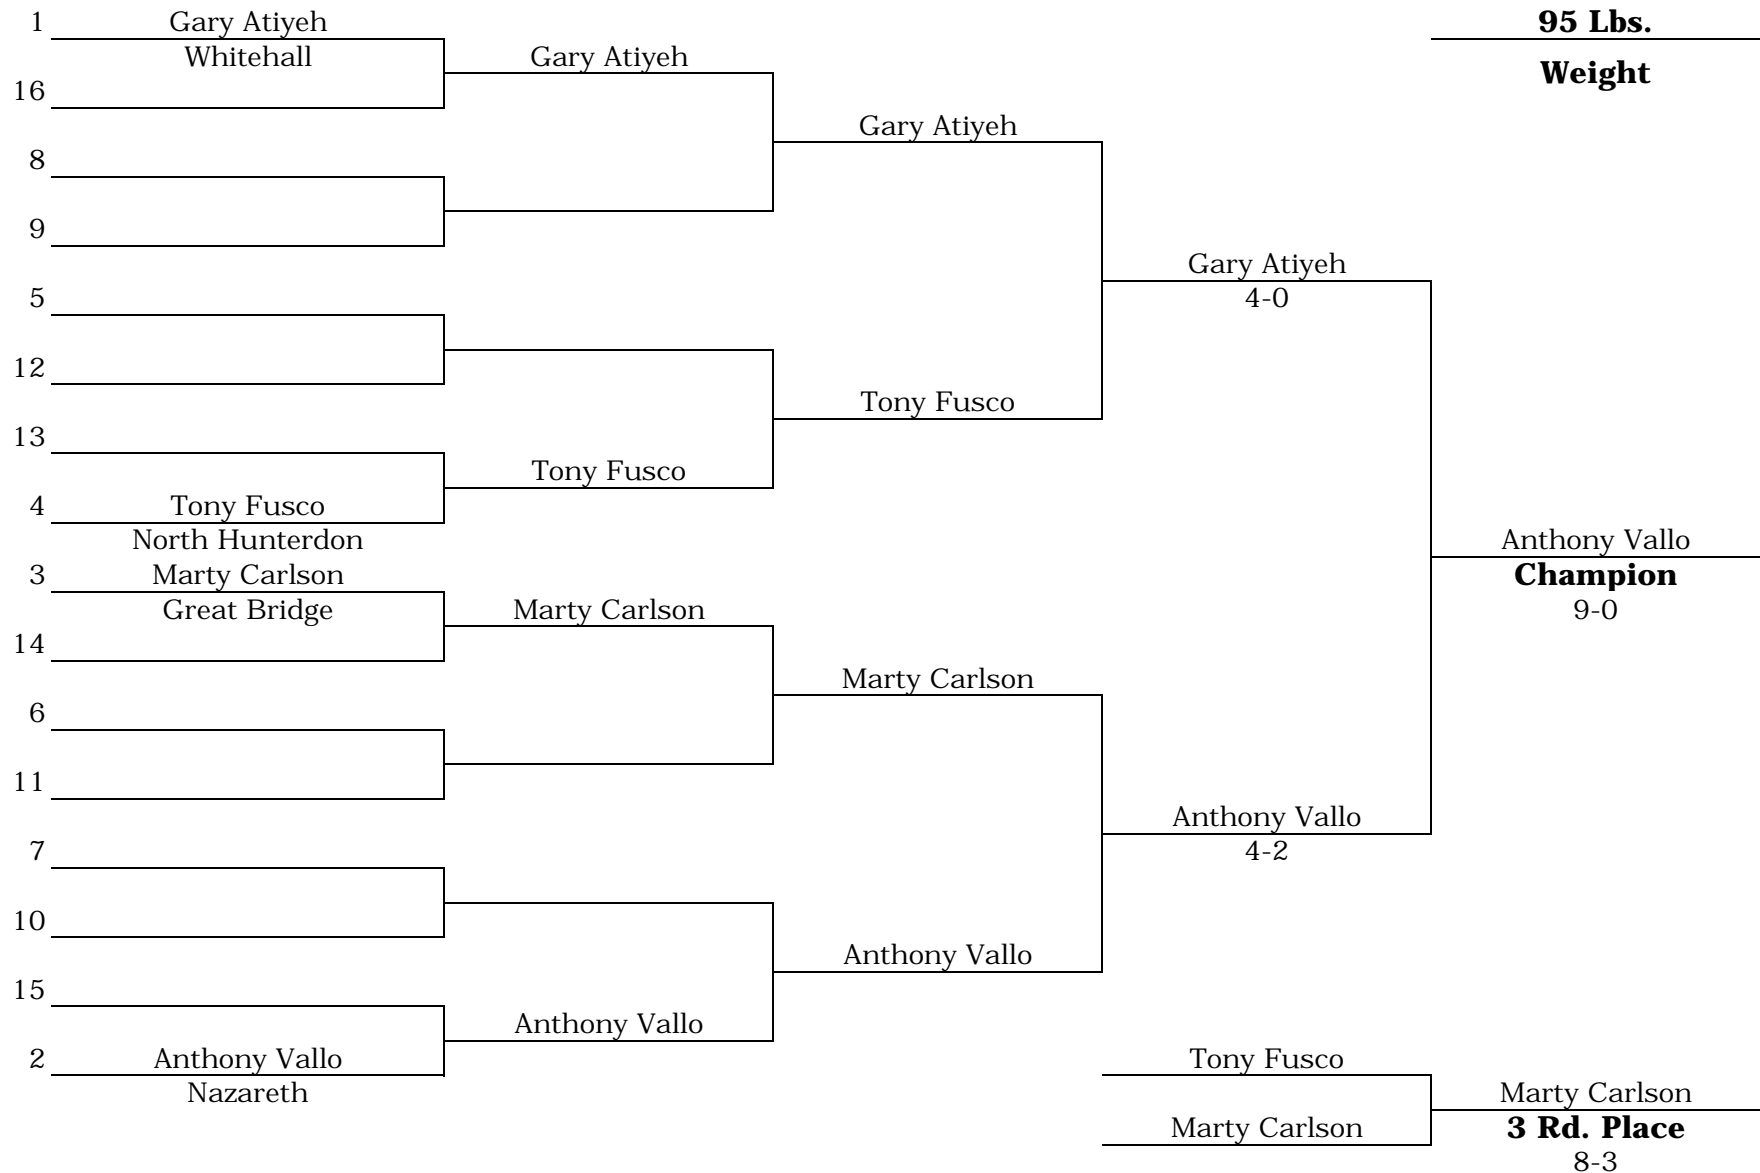 1 Gary Atiyeh 95 Lbs.
Whitehall Gary Atiyeh Weight
16
Gary Atiyeh
8
9
Gary Atiyeh
5 4-0
12
Tony Fusco
13
Tony Fusco
4 Tony Fusco
North Hunterdon Anthony Vallo
3 Marty Carlson Champion
Great Bridge Marty Carlson 9-0
14
Marty Carlson
6
11
Anthony Vallo
7 4-2
10
Anthony Vallo
15
Anthony Vallo
2 Anthony Vallo Tony Fusco
Nazareth Marty Carlson
Marty Carlson 3 Rd. Place
8-3